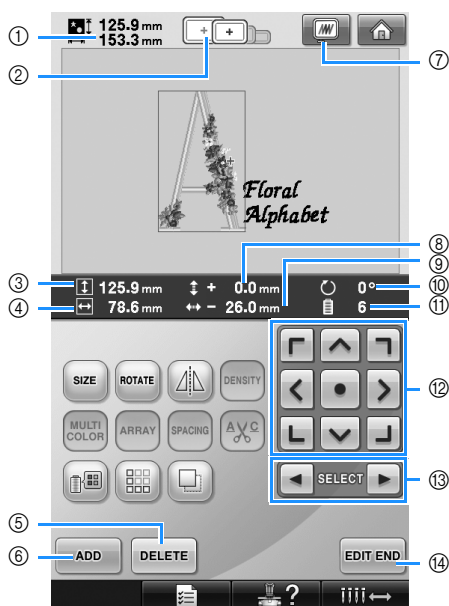 ① 125.9 mm
153.3 mm
②
⑦
Floral
Alphabet
③ 125.9 mm + 0.0 mm ⑧ 0° ⑩
④ 78.6 mm - 26.0 mm ⑨ 6 ⑪
SIZE ROTATE DENSITY
MULTI COLOR ARRAY SPACING A C
⑫
SELECT ⑬
⑤
⑥ ADD DELETE EDIT END ⑭
?